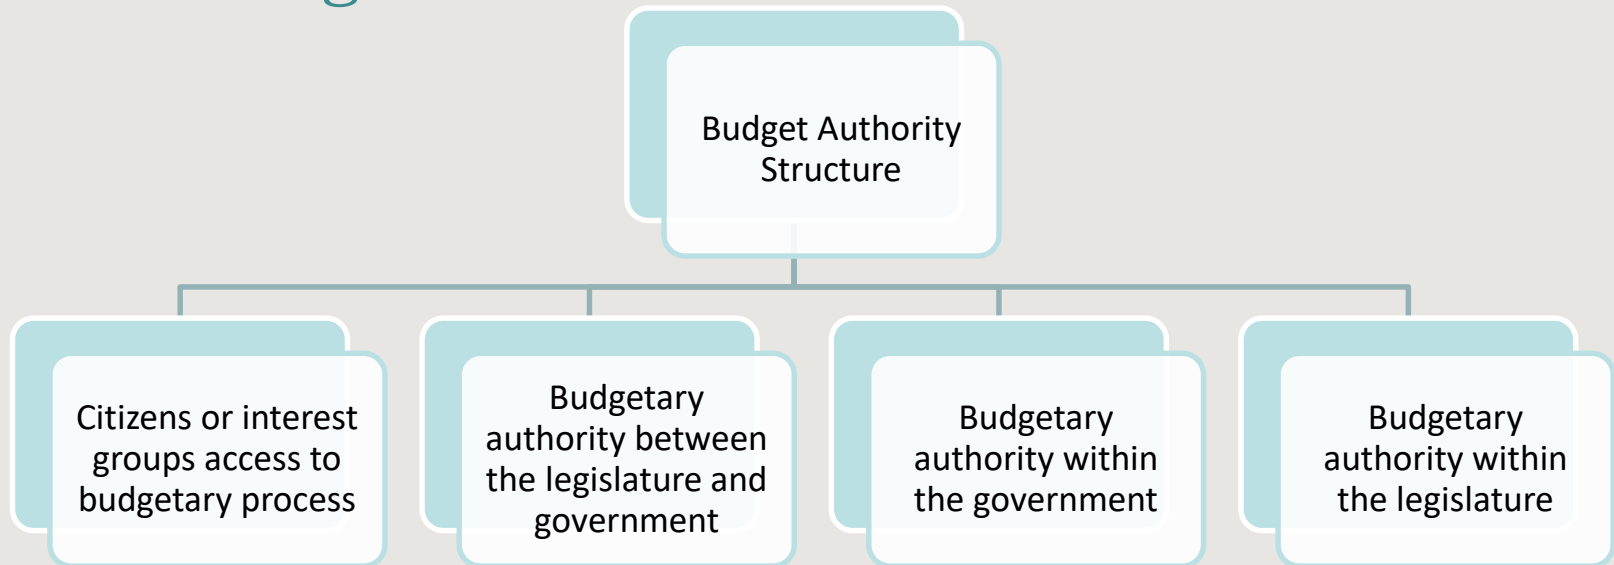 Budget Authority
Structure
Citizens or interest
groups access to
budgetary process
Budgetary
authority between
the legislature and
government
Budgetary
authority within
the government
Budgetary
authority within
the legislature